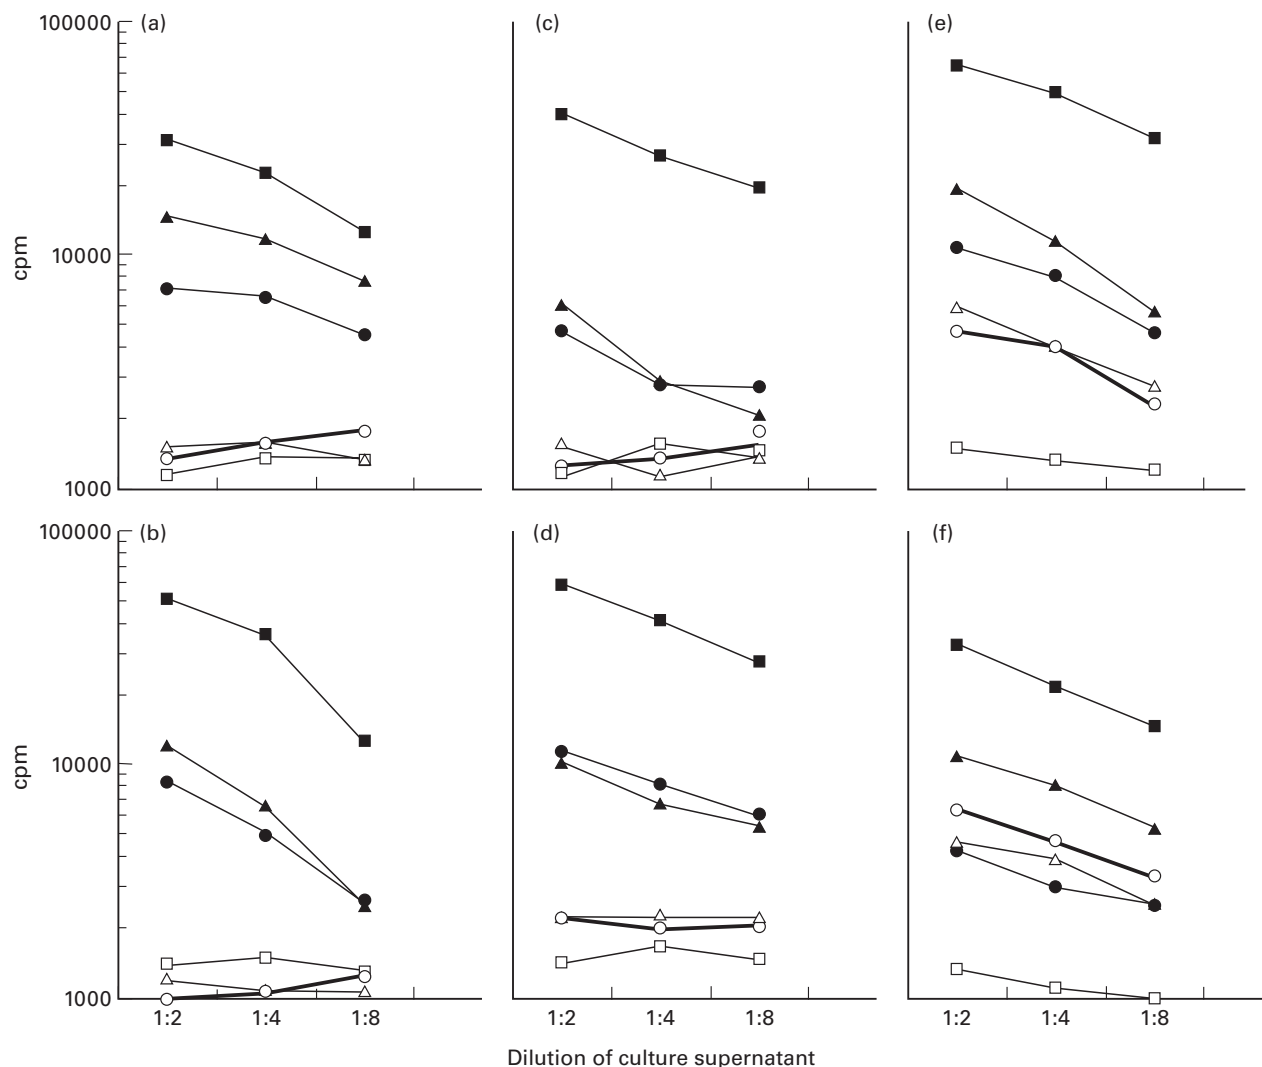 100000 (a) (c) (e)
cpm
10000
1000
100000 (b) (d) (f)
cpm
10000
1000
1:2 1:4 1:8 1:2 1:4 1:8 1:2 1:4 1:8
Dilution of culture supernatant